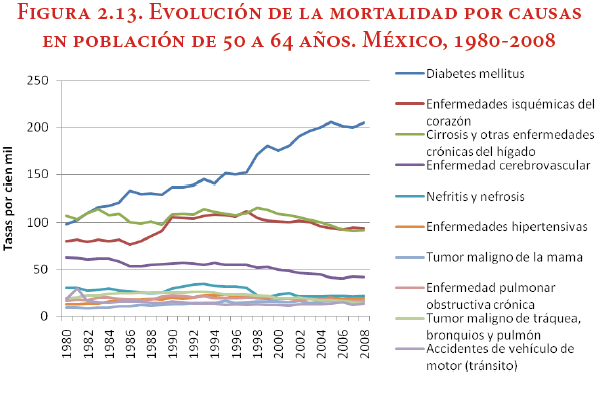 Figura 2.13. Evolución de la mortalidad por causas
en población de 50 a 64 años. México, 1980-2008
Tasas por cien mil
250
200
150
100
50
0
1980
1982
1984
1986
1988
1990
1992
1994
1996
1998
2000
2002
2004
2006
2008
Diabetes mellitus
Enfermedades isquémicas del
corazón
Cirrosis y otras enfermedades
crónicas del hígado
Enfermedad cerebrovascular
Nefritis y nefrosis
Enfermedades hipertensivas
Tumor maligno de la mama
Enfermedad pulmonar
obstructiva crónica
Tumor maligno de tráquea,
bronquios y pulmón
Accidentes de vehículo de
motor (tránsito)